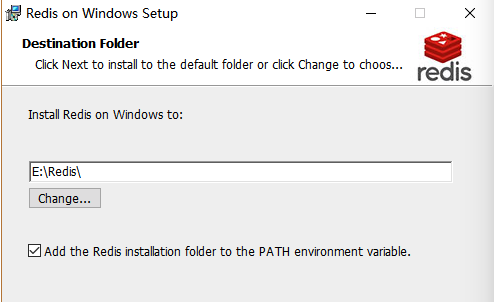 Redis on Windows Setup
Destination Folder
Click Next to install to the default folder or click Change to choos...
redis
Install Redis on Windows to:
E:\Redis\
Change...
Add the Redis installation folder to the PATH environment variable.